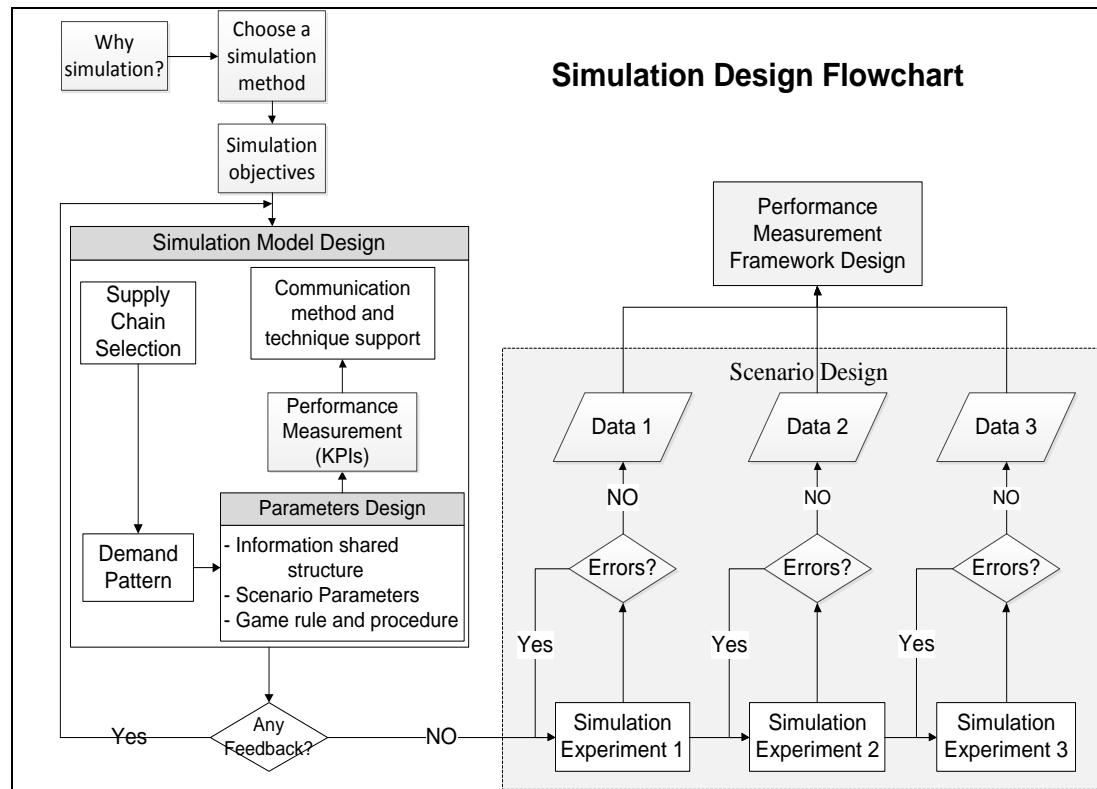 Why
simulation?
Choose a
simulation
method
Simulation Design Flowchart
Simulation
objectives
Performance
Measurement
Framework Design
Simulation Model Design
Supply
Chain
Selection
Communication
method and
technique support
Performance
Measurement
(KPIs)
Parameters Design
- Information shared
structure
- Scenario Parameters
- Game rule and procedure
Demand
Pattern
Any
Feedback?
Yes
NO
Scenario Design
Data 1
Data 2
Data 3
NO
NO
NO
Errors?
Errors?
Errors?
Yes
Yes
Yes
Simulation
Experiment 1
Simulation
Experiment 2
Simulation
Experiment 3